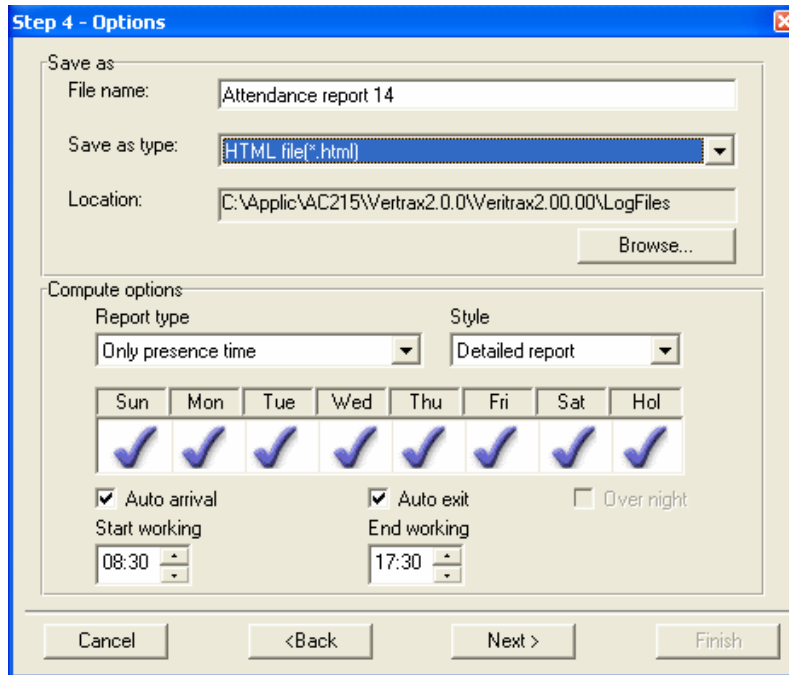 Step 4 - Options
Save as
File name: Attendance report 14
Save as type: HTML file(*.html)
Location: C:\Applic\AC215\Vertrax2.0.0\Veritrax2.00.00\LogFiles
Browse...
Compute options
Report type Style
Only presence time Detailed report
Sun Mon Tue Wed Thu Fri Sat Hol
Auto arrival Auto exit Over night
Start working End working
08:30 17:30
Cancel <Back Next > Finish